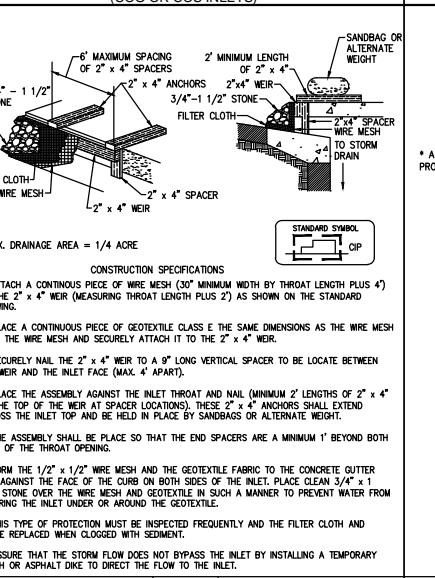 (COG OR COS INLETS)
6' MAXIMUM SPACING
OF 2" x 4" SPACERS
2" x 4" ANCHORS
2' MINIMUM LENGTH
OF 2" x 4"
2"x4" WEIR
3/4"-1 1/2" STONE
FILTER CLOTH
SANDBAG OR
ALTERNATE
WEIGHT
2"x4" SPACER
WIRE MESH
TO STORM
DRAIN
" - 1 1/2"
ONE
CLOTH
WIRE MESH
2" x 4" SPACER
2" x 4" WEIR
* A
PRO
STANDARD SYMBOL
CIP
X. DRAINAGE AREA = 1/4 ACRE
CONSTRUCTION SPECIFICATIONS
TTACH A CONTINOUS PIECE OF WIRE MESH (30" MINIMUM WIDTH BY THROAT LENGTH PLUS 4')
HE 2" x 4" WEIR (MEASURING THROAT LENGTH PLUS 2') AS SHOWN ON THE STANDARD
WING.
LACE A CONTINUOUS PIECE OF GEOTEXTILE CLASS E THE SAME DIMENSIONS AS THE WIRE MESH
THE WIRE MESH AND SECURELY ATTACH IT TO THE 2" x 4" WEIR.
ECURELY NAIL THE 2" x 4" WEIR TO A 9" LONG VERTICAL SPACER TO BE LOCATE BETWEEN
WEIR AND THE INLET FACE (MAX. 4' APART).
LACE THE ASSEMBLY AGAINST THE INLET THROAT AND NAIL (MINIMUM 2' LENGTHS OF 2" x 4"
HE TOP OF THE WEIR AT SPACER LOCATIONS). THESE 2" x 4" ANCHORS SHALL EXTEND
OSS THE INLET TOP AND BE HELD IN PLACE BY SANDBAGS OR ALTERNATE WEIGHT.
HE ASSEMBLY SHALL BE PLACE SO THAT THE END SPACERS ARE A MINIMUM 1' BEYOND BOTH
OF THE THROAT OPENING.
ORM THE 1/2" x 1/2" WIRE MESH AND THE GEOTEXTILE FABRIC TO THE CONCRETE GUTTER
AGAINST THE FACE OF THE CURB ON BOTH SIDES OF THE INLET. PLACE CLEAN 3/4" x 1
STONE OVER THE WIRE MESH AND GEOTEXTILE IN SUCH A MANNER TO PREVENT WATER FROM
RING THE INLET UNDER OR AROUND THE GEOTEXTILE.
HIS TYPE OF PROTECTION MUST BE INSPECTED FREQUENTLY AND THE FILTER CLOTH AND
E REPLACED WHEN CLOGGED WITH SEDIMENT.
SSURE THAT THE STORM FLOW DOES NOT BYPASS THE INLET BY INSTALLING A TEMPORARY
H OR ASPHALT DIKE TO DIRECT THE FLOW TO THE INLET.